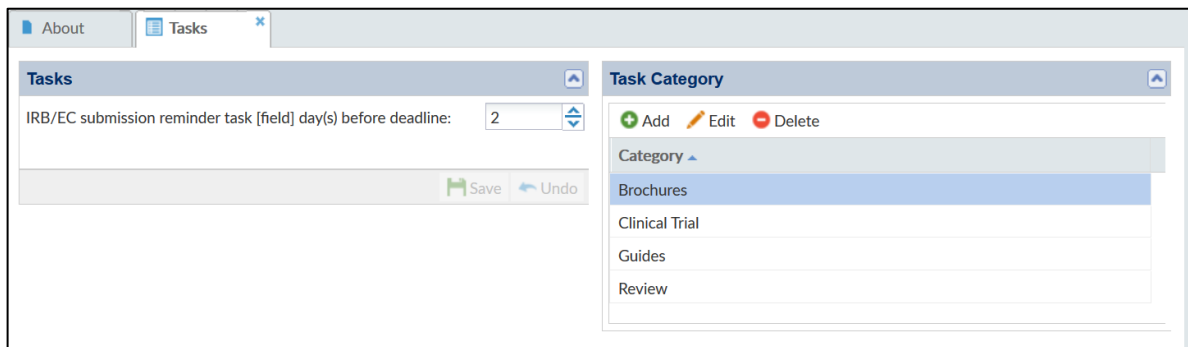 About
Tasks
Tasks
IRB/EC submission reminder task [field] day(s) before deadline: 2
Save Undo
Task Category
Add Edit Delete
Category
Brochures
Clinical Trial
Guides
Review